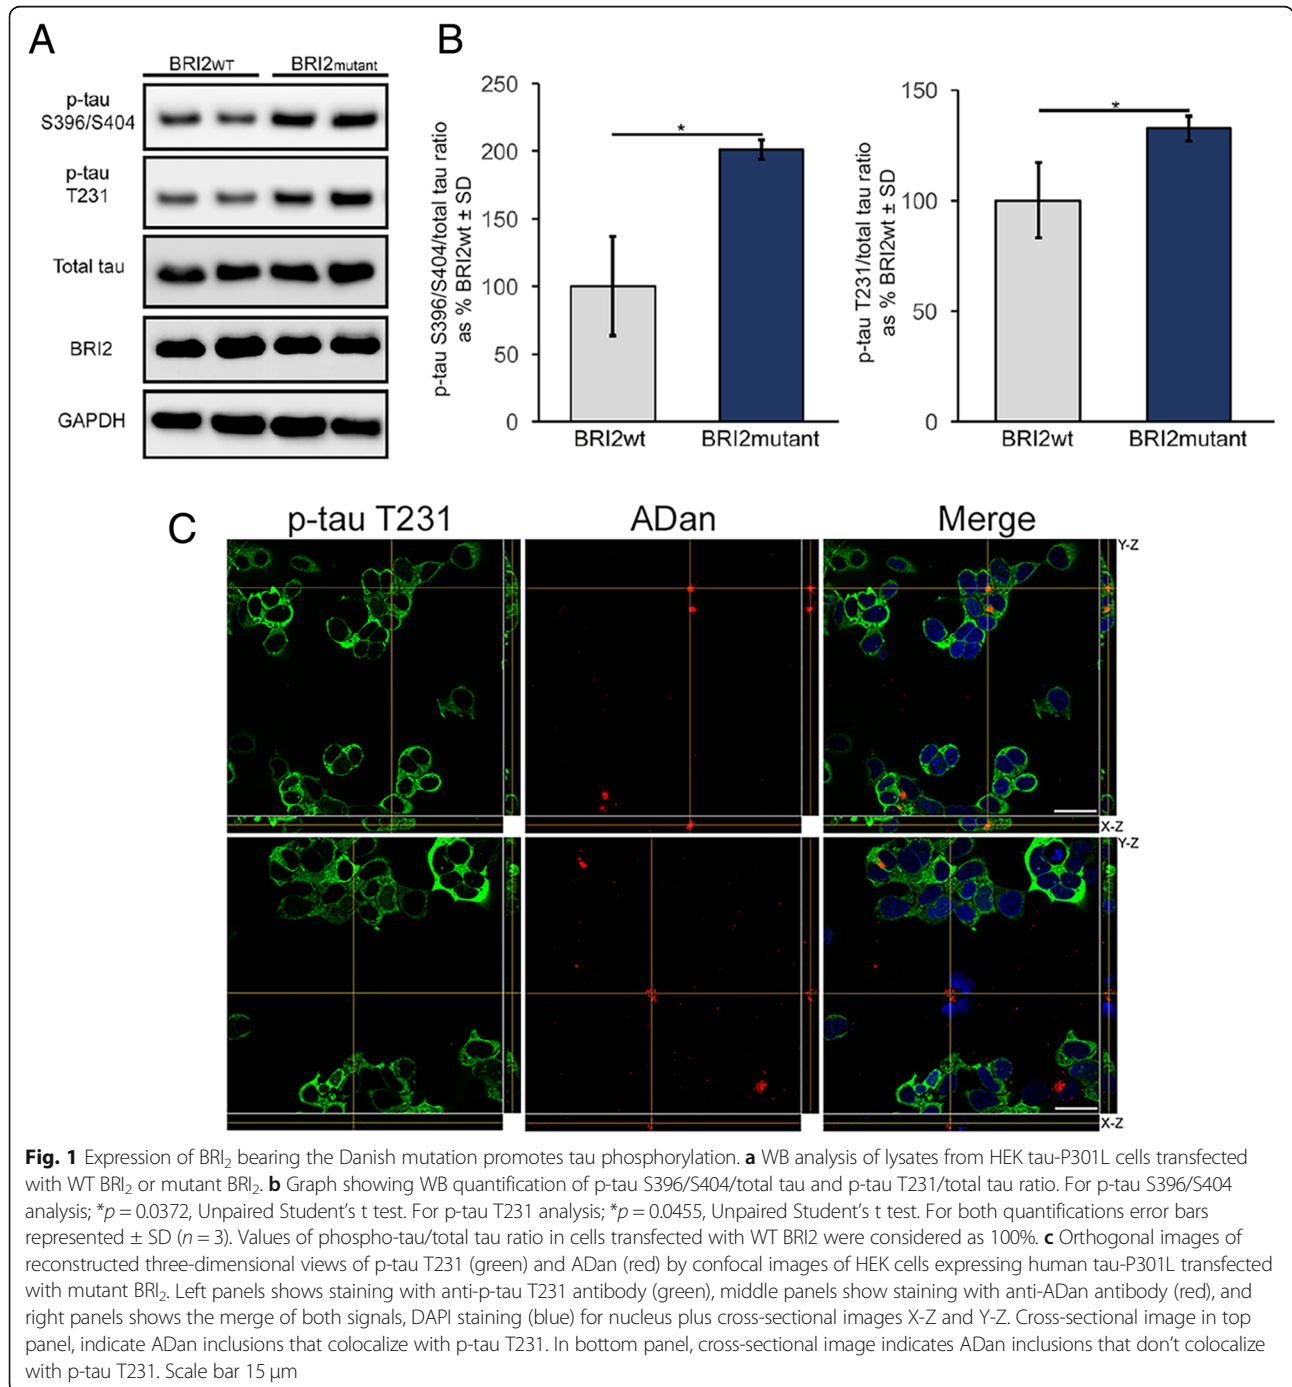 A
BRI2WT BRI2mutant
p-tau
S396/S404
p-tau
T231
Total tau
BRI2
GAPDH
B
p-tau S396/S404/total tau ratio
as % BRI2wt ± SD
250
200
150
100
50
0
*
BRI2wt BRI2mutant
p-tau T231/total tau ratio
as % BRI2wt ± SD
150
100
50
0
*
BRI2wt BRI2mutant
C
p-tau T231 ADan Merge
Y-Z
X-Z
Y-Z
X-Z
Fig. 1 Expression of BRI₂ bearing the Danish mutation promotes tau phosphorylation. a WB analysis of lysates from HEK tau-P301L cells transfected
with WT BRI₂ or mutant BRI₂. b Graph showing WB quantification of p-tau S396/S404/total tau and p-tau T231/total tau ratio. For p-tau S396/S404
analysis; *p = 0.0372, Unpaired Student's t test. For p-tau T231 analysis; *p = 0.0455, Unpaired Student's t test. For both quantifications error bars
represented ± SD (n = 3). Values of phospho-tau/total tau ratio in cells transfected with WT BRI2 were considered as 100%. c Orthogonal images of
reconstructed three-dimensional views of p-tau T231 (green) and ADan (red) by confocal images of HEK cells expressing human tau-P301L transfected
with mutant BRI₂. Left panels shows staining with anti-p-tau T231 antibody (green), middle panels show staining with anti-ADan antibody (red), and
right panels shows the merge of both signals, DAPI staining (blue) for nucleus plus cross-sectional images X-Z and Y-Z. Cross-sectional image in top
panel, indicate ADan inclusions that colocalize with p-tau T231. In bottom panel, cross-sectional image indicates ADan inclusions that don't colocalize
with p-tau T231. Scale bar 15 μm